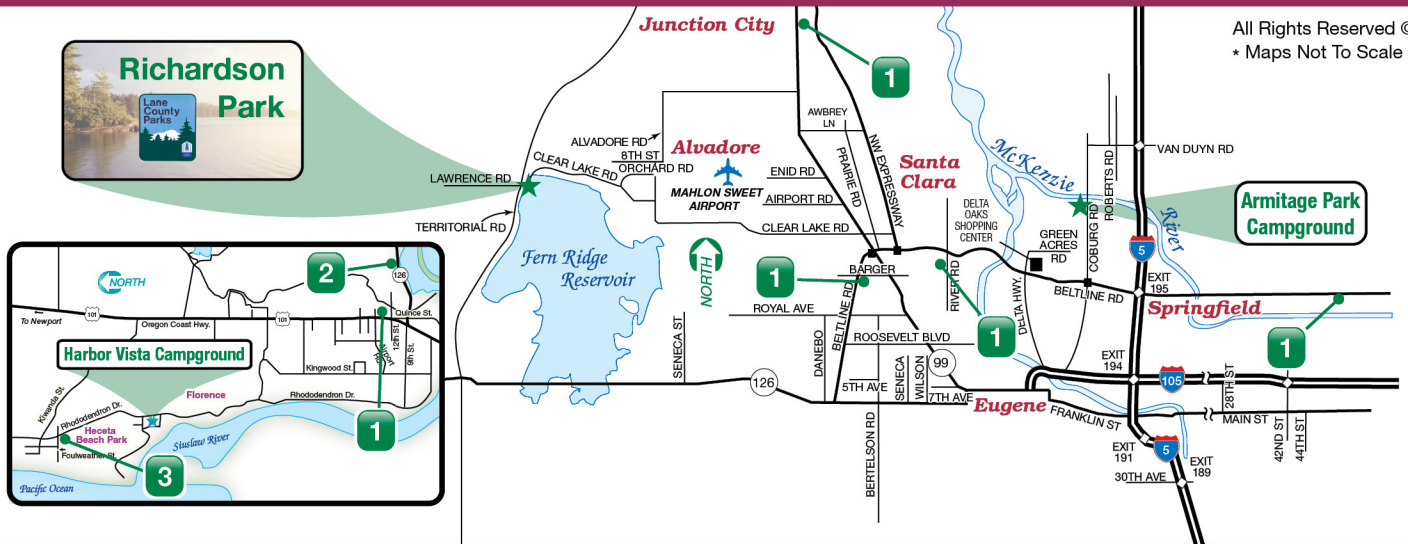 Junction City
All Rights Reserved ©
* Maps Not To Scale
Richardson
Park
Lane
County
Parks
1
AWBREY
LN
ALVADORE RD
8TH ST
ORCHARD RD
CLEAR LAKE RD
LAWRENCE RD
TERRITORIAL RD
Alvadore
MAHLON SWEET
AIRPORT
ENID RD
AIRPORT RD
CLEAR LAKE RD
PRAIRIE RD
NW EXPRESSWAY
Santa
Clara
McKenzie
River
VAN DUYN RD
ROBERTS RD
COBURG RD
Armitage Park
Campground
DELTA
OAKS
SHOPPING
CENTER
GREEN
ACRES
RD
5
EXIT
195
BELTLINE RD
Springfield
Fern Ridge
Reservoir
NORTH
1
BARGER
BELTLINE RD
RIVER RD
DELTA HWY.
1
1
ROYAL AVE
ROOSEVELT BLVD
SENECA ST
DANEBO
5TH AVE
SENECA
WILSON
99
7TH AVE
126
BERTELSON RD
Eugene
FRANKLIN ST
EXIT
194
105
28TH ST
MAIN ST
42ND ST
44TH ST
EXIT
191
5
EXIT
189
30TH AVE
NORTH
2
126
To Newport
101
Oregon Coast Hwy.
101
Quince St.
12th St.
9th St.
Airport
Rd
Harbor Vista Campground
Kingwood St.
Kiwanda St.
Rhododendron Dr.
Florence
Rhododendron Dr.
Heceta
Beach Park
Foulweather St.
Siuslaw River
1
3
Pacific Ocean